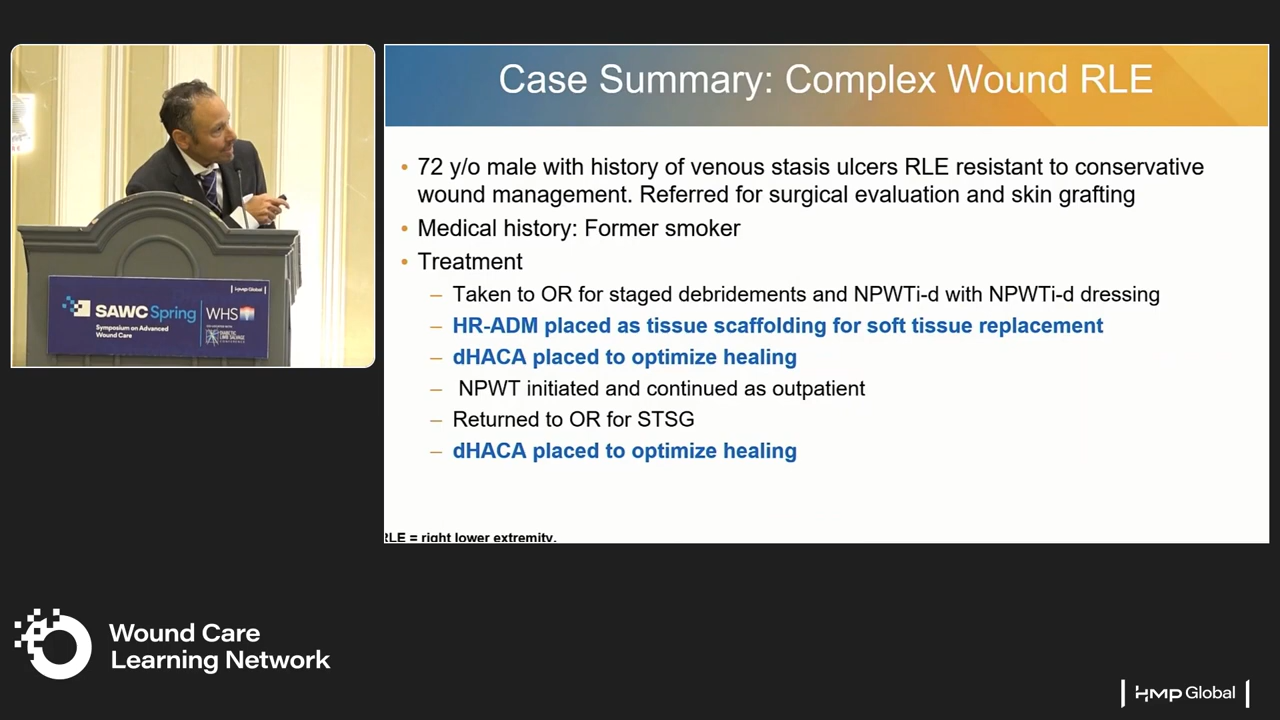 Case Summary: Complex Wound RLE
• 72 y/o male with history of venous stasis ulcers RLE resistant to conservative
wound management. Referred for surgical evaluation and skin grafting
• Medical history: Former smoker
• Treatment
– Taken to OR for staged debridements and NPWTi-d with NPWTi-d dressing
– HR-ADM placed as tissue scaffolding for soft tissue replacement
– dHACA placed to optimize healing
– NPWT initiated and continued as outpatient
– Returned to OR for STSG
– dHACA placed to optimize healing
RLE = right lower extremity.
HMP Global
SAWC Spring
Symposium on Advanced
Wound Care
WHS
Wound Care
Learning Network
HMP Global